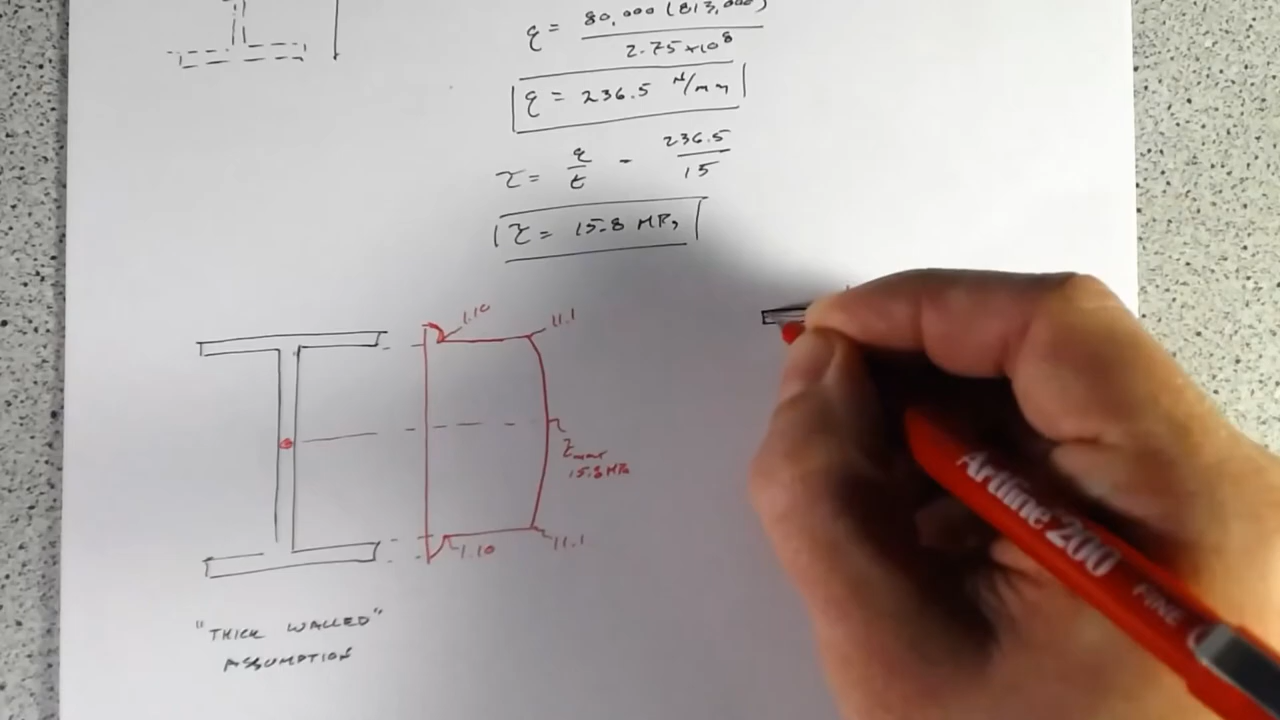 q = 80,000 (813,000)
2.75×10⁸
q = 236.5 N/mm
τ = q/t = 236.5/15
τ = 15.8 MPa
1.10
11.1
τmax
15.8 MPa
1.10
11.1
"THICK WALLED"
ASSUMPTION
Artline 200
FINE